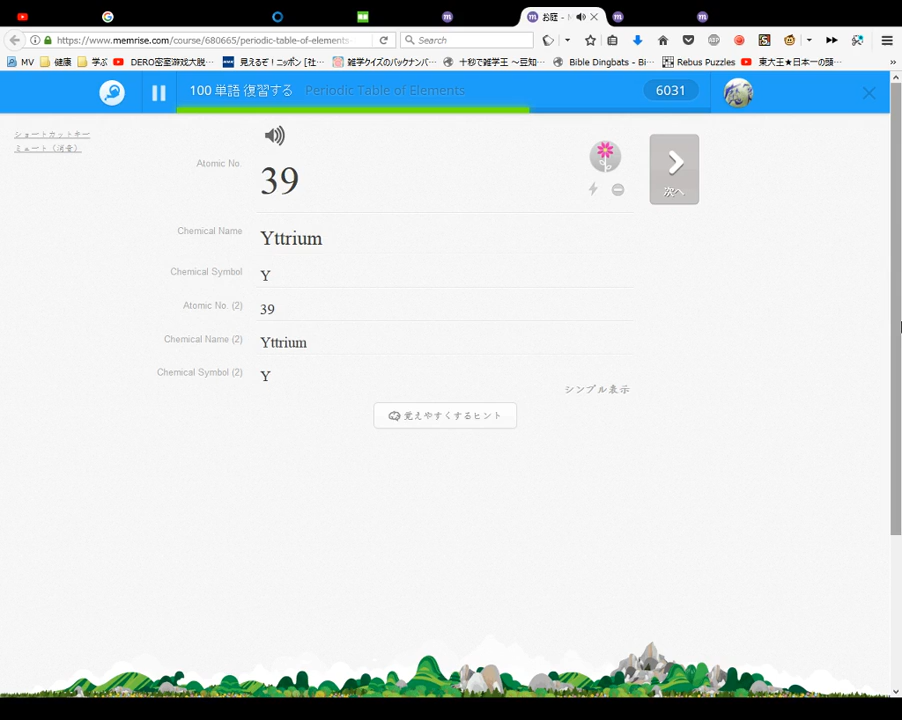 お庭 -
https://www.memrise.com/course/680665/periodic-table-of-elements
Search
MV 健康 学ぶ DERO密室游戏大脱… 見えるぞ！ニッポン [社… 雑学クイズのバックナンバ… 十秒で雑学王 ～豆知… Bible Dingbats - Bi… Rebus Puzzles 東大王★日本一の頭… »
100 単語 復習する Periodic Table of Elements 6031
ショートカットキー
ミュート（消音）
Atomic No.
39
次へ
Chemical Name Yttrium
Chemical Symbol Y
Atomic No. (2) 39
Chemical Name (2) Yttrium
Chemical Symbol (2) Y
シンプル表示
覚えやすくするヒント